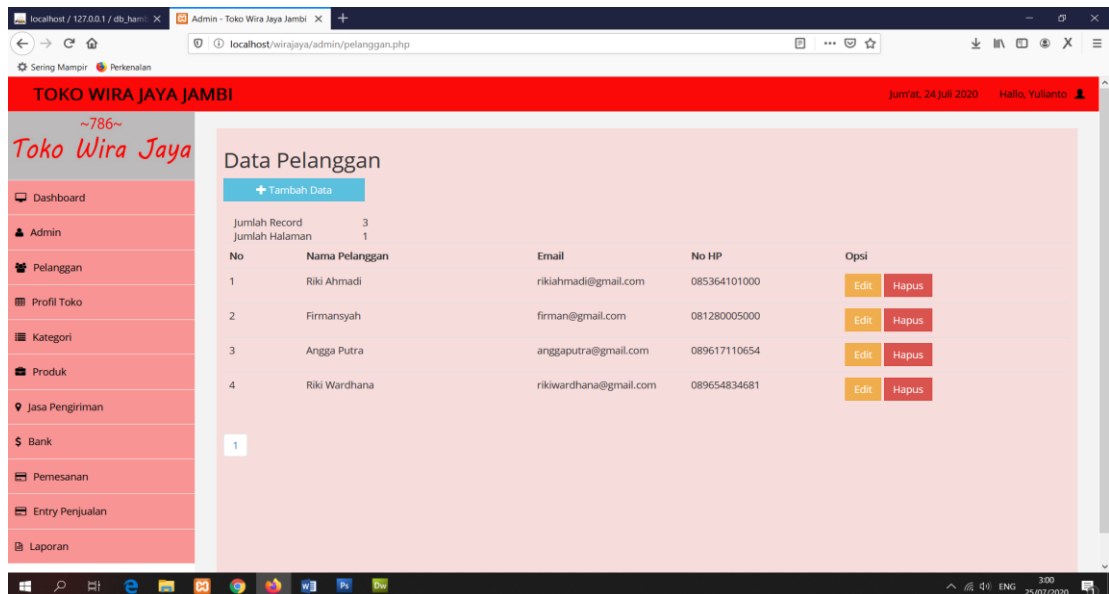 localhost / 127.0.0.1 / db_hami
Admin - Toko Wira Jaya Jambi
localhost/wirajaya/admin/pelanggan.php
Sering Mampir Perkenalan
TOKO WIRA JAYA JAMBI
Jum'at, 24 Juli 2020 Hallo, Yulianto
~786~
Toko Wira Jaya
Dashboard
Admin
Pelanggan
Profil Toko
Kategori
Produk
Jasa Pengiriman
$ Bank
Pemesanan
Entry Penjualan
Laporan
Data Pelanggan
Tambah Data
Jumlah Record 3
Jumlah Halaman 1
No Nama Pelanggan Email No HP Opsi
1 Riki Ahmadi rikiahmadi@gmail.com 085364101000 Edit Hapus
2 Firmansyah firman@gmail.com 081280005000 Edit Hapus
3 Angga Putra anggaputra@gmail.com 089617110654 Edit Hapus
4 Riki Wardhana rikiwardhana@gmail.com 089654834681 Edit Hapus
1
Ps Dw
ENG
3:00
25/07/2020